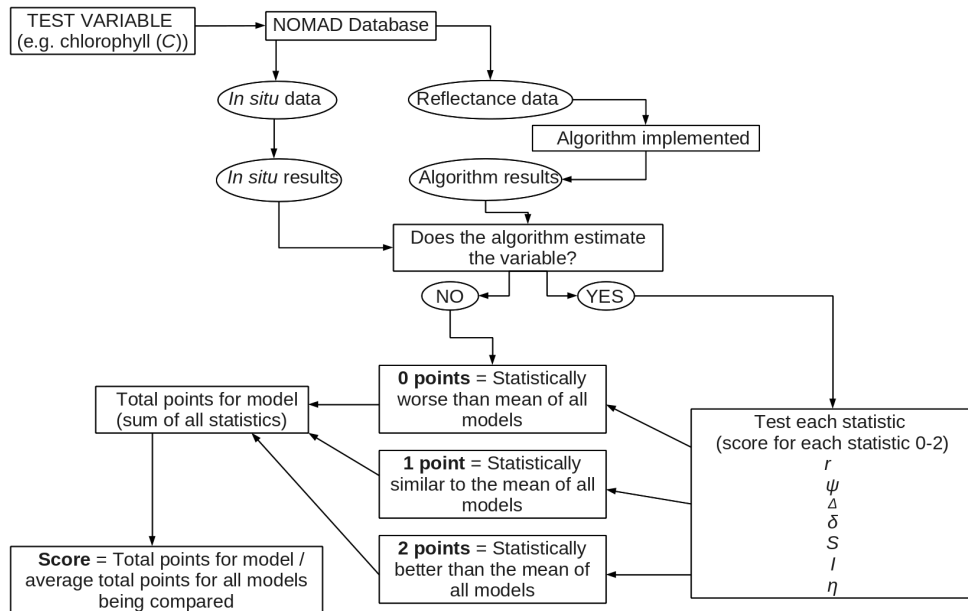 TEST VARIABLE
(e.g. chlorophyll (C))
NOMAD Database
In situ data
Reflectance data
Algorithm implemented
In situ results
Algorithm results
Does the algorithm estimate
the variable?
NO
YES
0 points = Statistically
worse than mean of all
models
Total points for model
(sum of all statistics)
Test each statistic
(score for each statistic 0-2)
r
ψ
Δ
δ
S
I
η
1 point = Statistically
similar to the mean of all
models
2 points = Statistically
better than the mean of
all models
Score = Total points for model /
average total points for all models
being compared